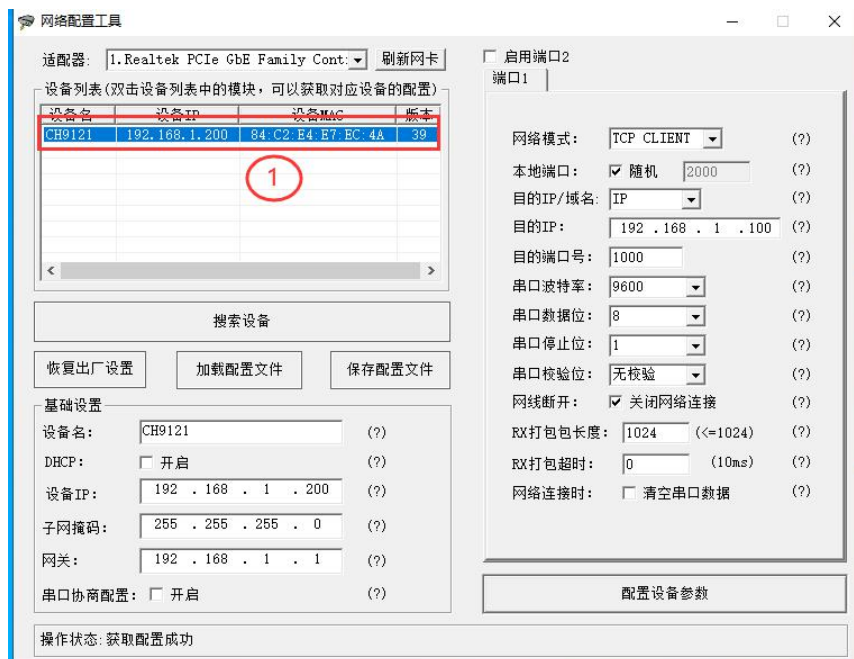 网络配置工具
适配器: 1.Realtek PCIe GbE Family Cont: 刷新网卡
设备列表(双击设备列表中的模块，可以获取对应设备的配置)
设备名 设备IP 设备MAC 版本
CH9121 192.168.1.200 84:C2:E4:E7:EC:4A 39
1
搜索设备
恢复出厂设置 加载配置文件 保存配置文件
基础设置
设备名: CH9121 (?)
DHCP: 开启 (?)
设备IP: 192 . 168 . 1 . 200 (?)
子网掩码: 255 . 255 . 255 . 0 (?)
网关: 192 . 168 . 1 . 1 (?)
串口协商配置: 开启 (?)
启用端口2
端口1
网络模式: TCP CLIENT (?)
本地端口: 随机 2000 (?)
目的IP/域名: IP (?)
目的IP: 192 . 168 . 1 . 100 (?)
目的端口号: 1000 (?)
串口波特率: 9600 (?)
串口数据位: 8 (?)
串口停止位: 1 (?)
串口校验位: 无校验 (?)
网线断开: 关闭网络连接 (?)
RX打包包长度: 1024 (<=1024) (?)
RX打包超时: 0 (10ms) (?)
网络连接时: 清空串口数据 (?)
配置设备参数
操作状态:获取配置成功